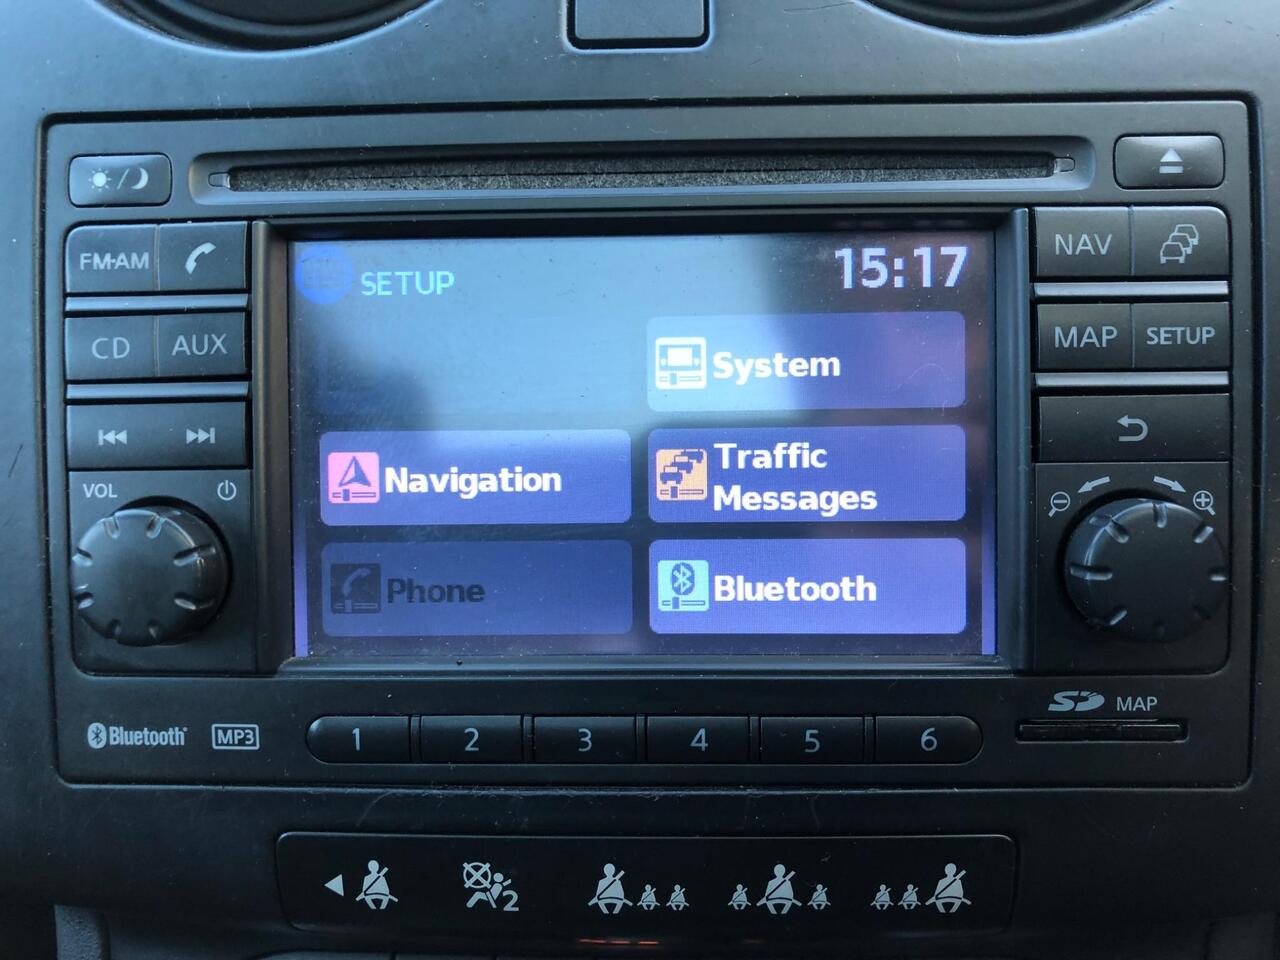 FM·AM
CD
AUX
VOL
SETUP
15:17
System
Navigation
Traffic
Messages
Phone
Bluetooth
NAV
MAP
SETUP
Bluetooth
MP3
1
2
3
4
5
6
SD
MAP
2